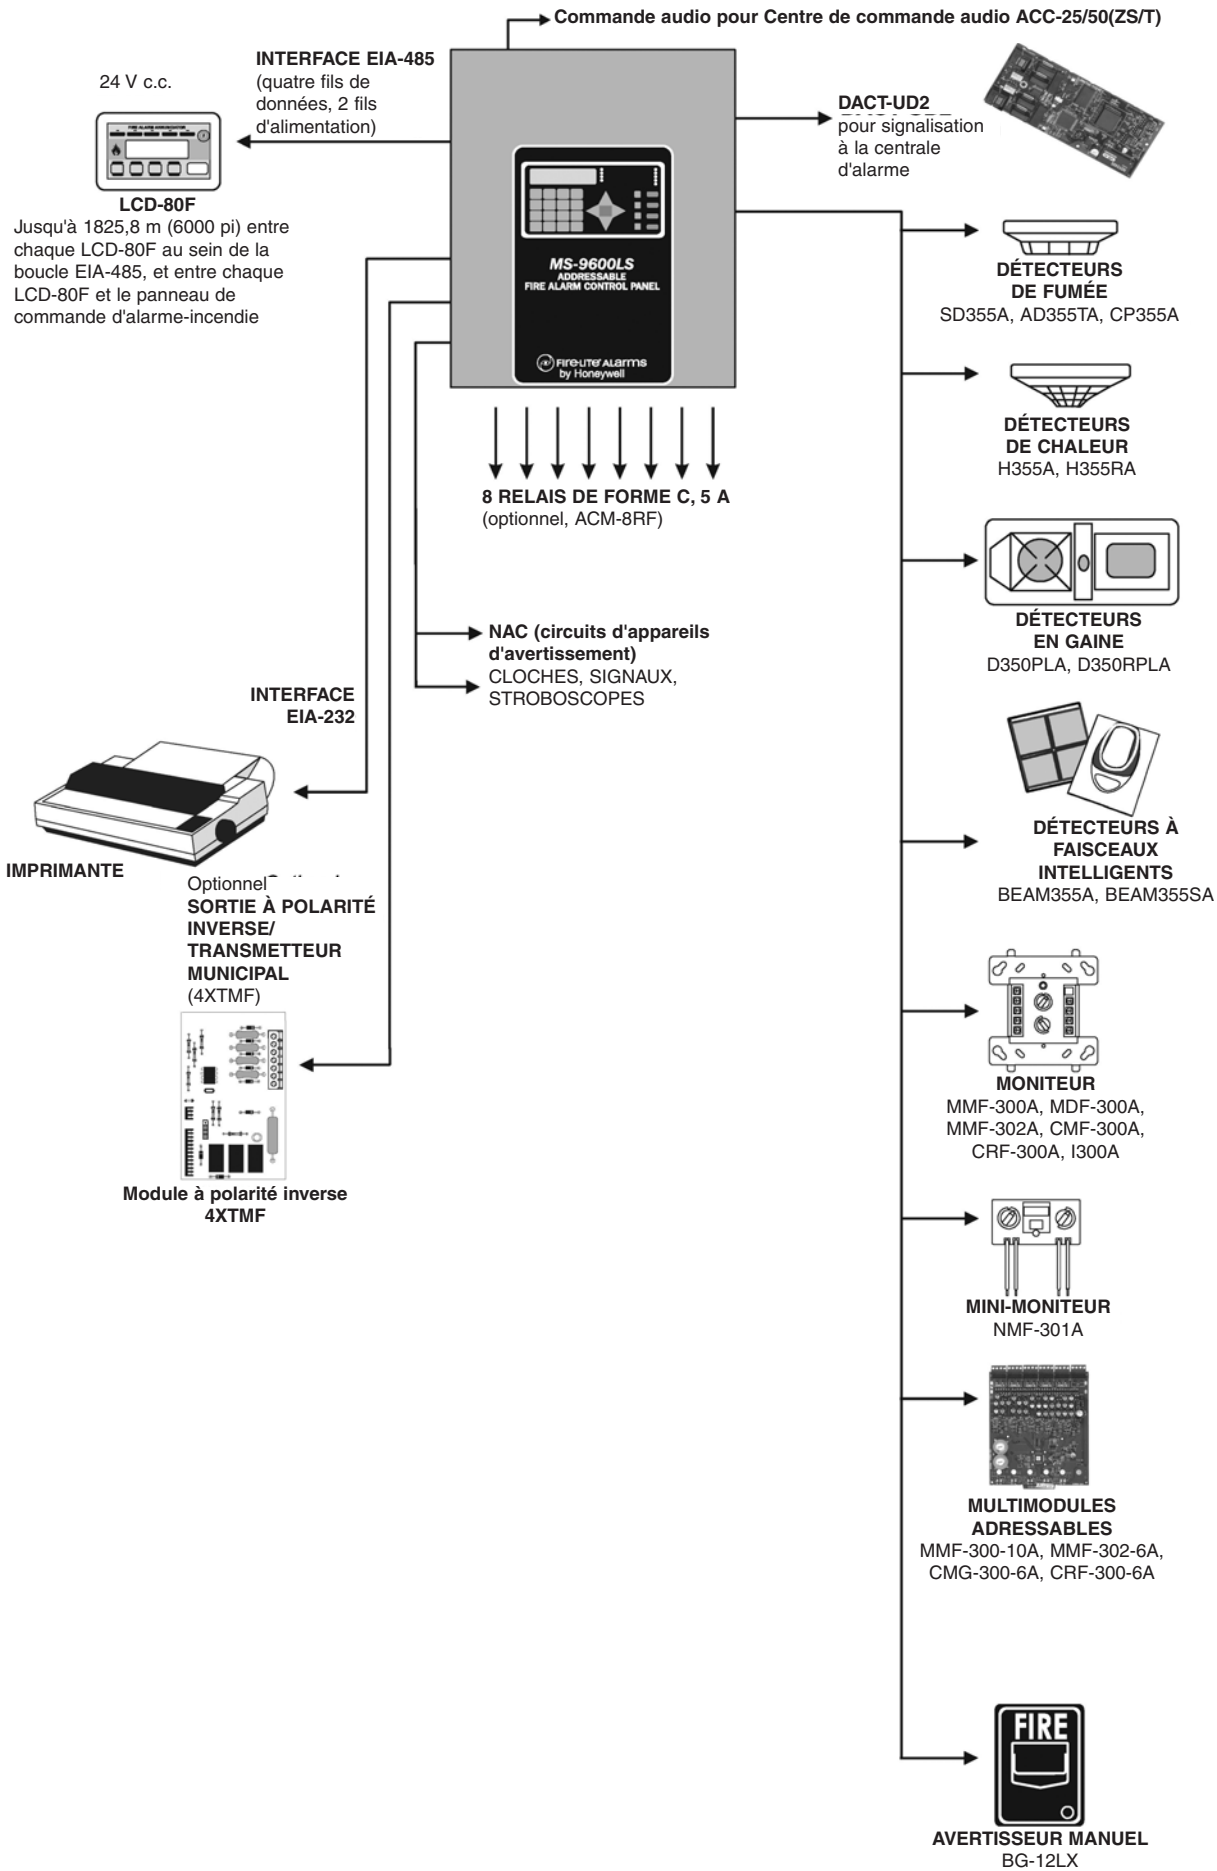 Commande audio pour Centre de commande audio ACC-25/50(ZS/T)
INTERFACE EIA-485
(quatre fils de
données, 2 fils
d'alimentation)
24 V c.c.
LCD-80F
Jusqu'à 1825,8 m (6000 pi) entre
chaque LCD-80F au sein de la
boucle EIA-485, et entre chaque
LCD-80F et le panneau de
commande d'alarme-incendie
DACT-UD2
pour signalisation
à la centrale
d'alarme
MS-9600LS
ADDRESSABLE
FIRE ALARM CONTROL PANEL
FIRE-LITE ALARMS
by Honeywell
8 RELAIS DE FORME C, 5 A
(optionnel, ACM-8RF)
NAC (circuits d'appareils
d'avertissement)
CLOCHES, SIGNAUX,
STROBOSCOPES
INTERFACE
EIA-232
IMPRIMANTE
Optionnel
SORTIE À POLARITÉ
INVERSE/
TRANSMETTEUR
MUNICIPAL
(4XTMF)
Module à polarité inverse
4XTMF
DÉTECTEURS
DE FUMÉE
SD355A, AD355TA, CP355A
DÉTECTEURS
DE CHALEUR
H355A, H355RA
DÉTECTEURS
EN GAINE
D350PLA, D350RPLA
DÉTECTEURS À
FAISCEAUX
INTELLIGENTS
BEAM355A, BEAM355SA
MONITEUR
MMF-300A, MDF-300A,
MMF-302A, CMF-300A,
CRF-300A, I300A
MINI-MONITEUR
NMF-301A
MULTIMODULES
ADRESSABLES
MMF-300-10A, MMF-302-6A,
CMG-300-6A, CRF-300-6A
FIRE
AVERTISSEUR MANUEL
BG-12LX